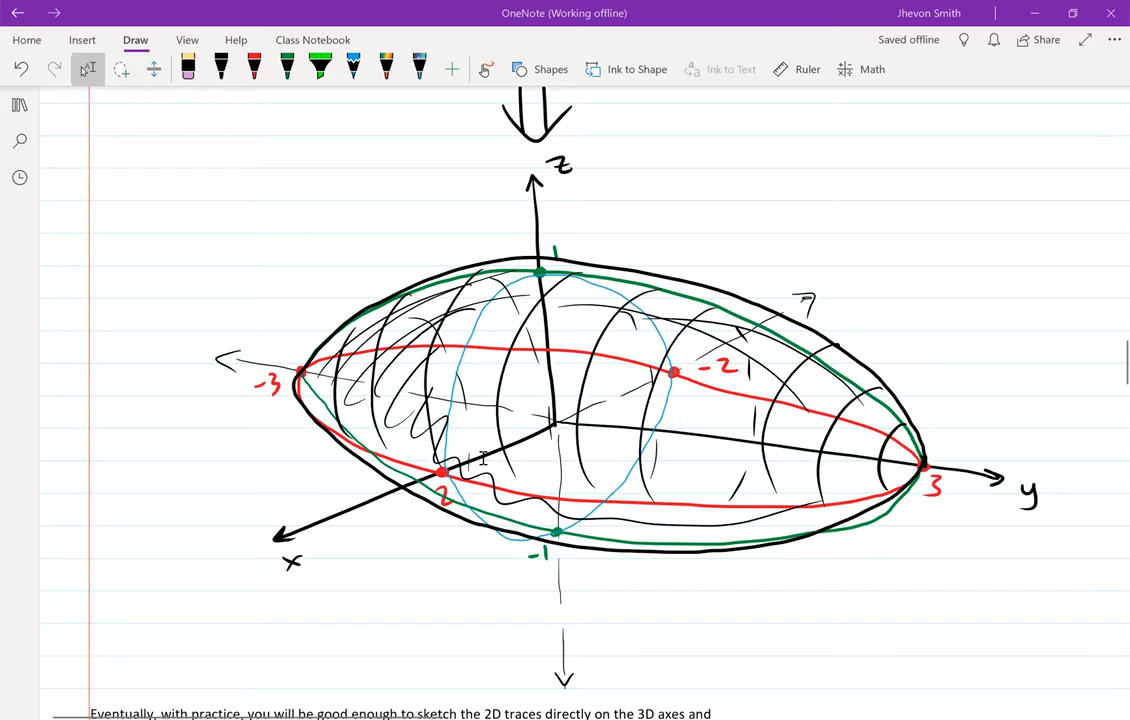 OneNote (Working offline)
Jhevon Smith
Home Insert Draw View Help Class Notebook
Saved offline
Share
Shapes
Ink to Shape
Ink to Text
Ruler
Math
z
1
-3
-2
2
3
y
-1
x
Eventually, with practice, you will be good enough to sketch the 2D traces directly on the 3D axes and